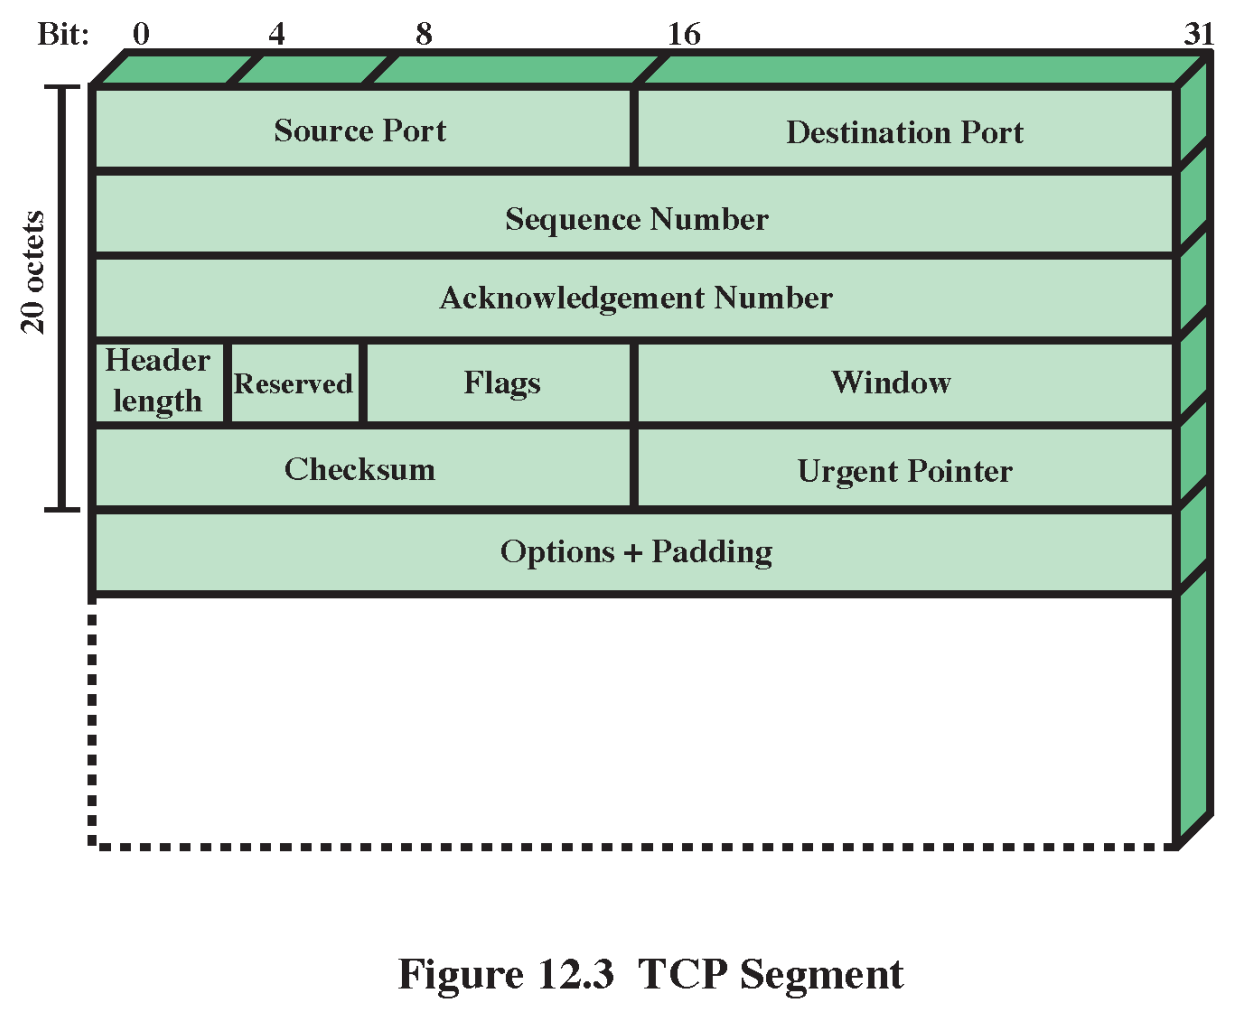 Bit: 0 4 8 16 31
20 octets
Source Port Destination Port
Sequence Number
Acknowledgement Number
Header
length
Reserved Flags Window
Checksum Urgent Pointer
Options + Padding
Figure 12.3 TCP Segment